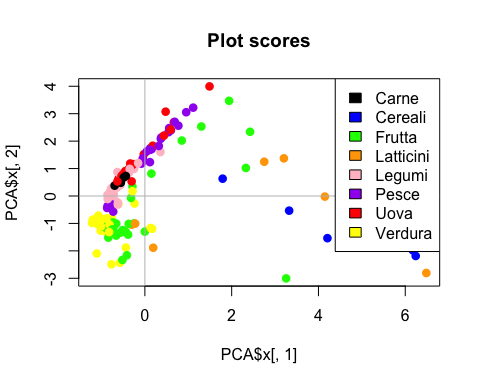 Plot scores
PCA$x[, 2]
4
3
2
1
0
-1
-3
0
2
4
6
PCA$x[, 1]
Carne
Cereali
Frutta
Latticini
Legumi
Pesce
Uova
Verdura